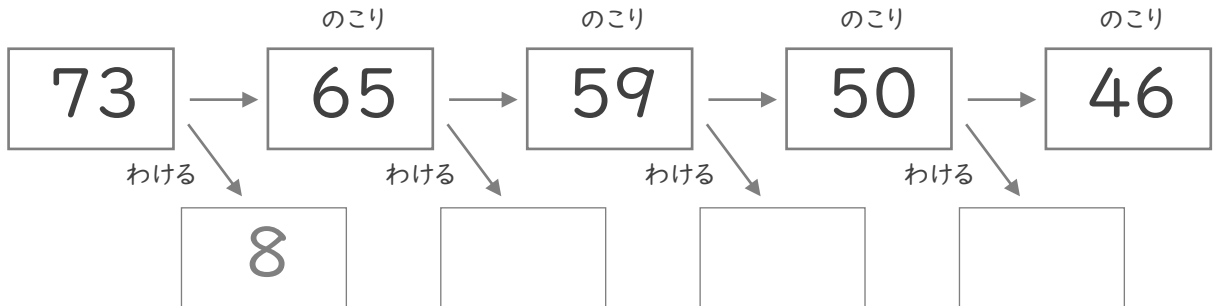 のこり のこり のこり のこり
73 65 59 50 46
わける わける わける わける
8